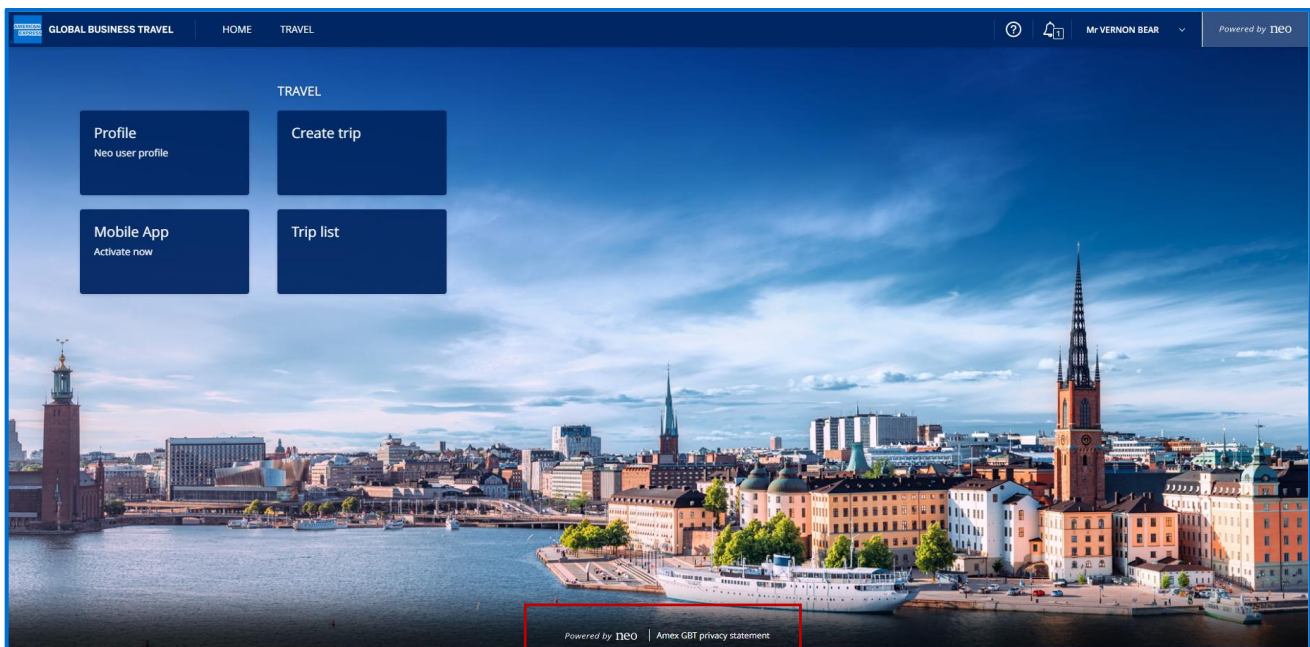 AMERICAN EXPRESS
GLOBAL BUSINESS TRAVEL
HOME
TRAVEL
1
Mr VERNON BEAR
Powered by neo
TRAVEL
Profile
Neo user profile
Create trip
Mobile App
Activate now
Trip list
Powered by neo
Amex GBT privacy statement